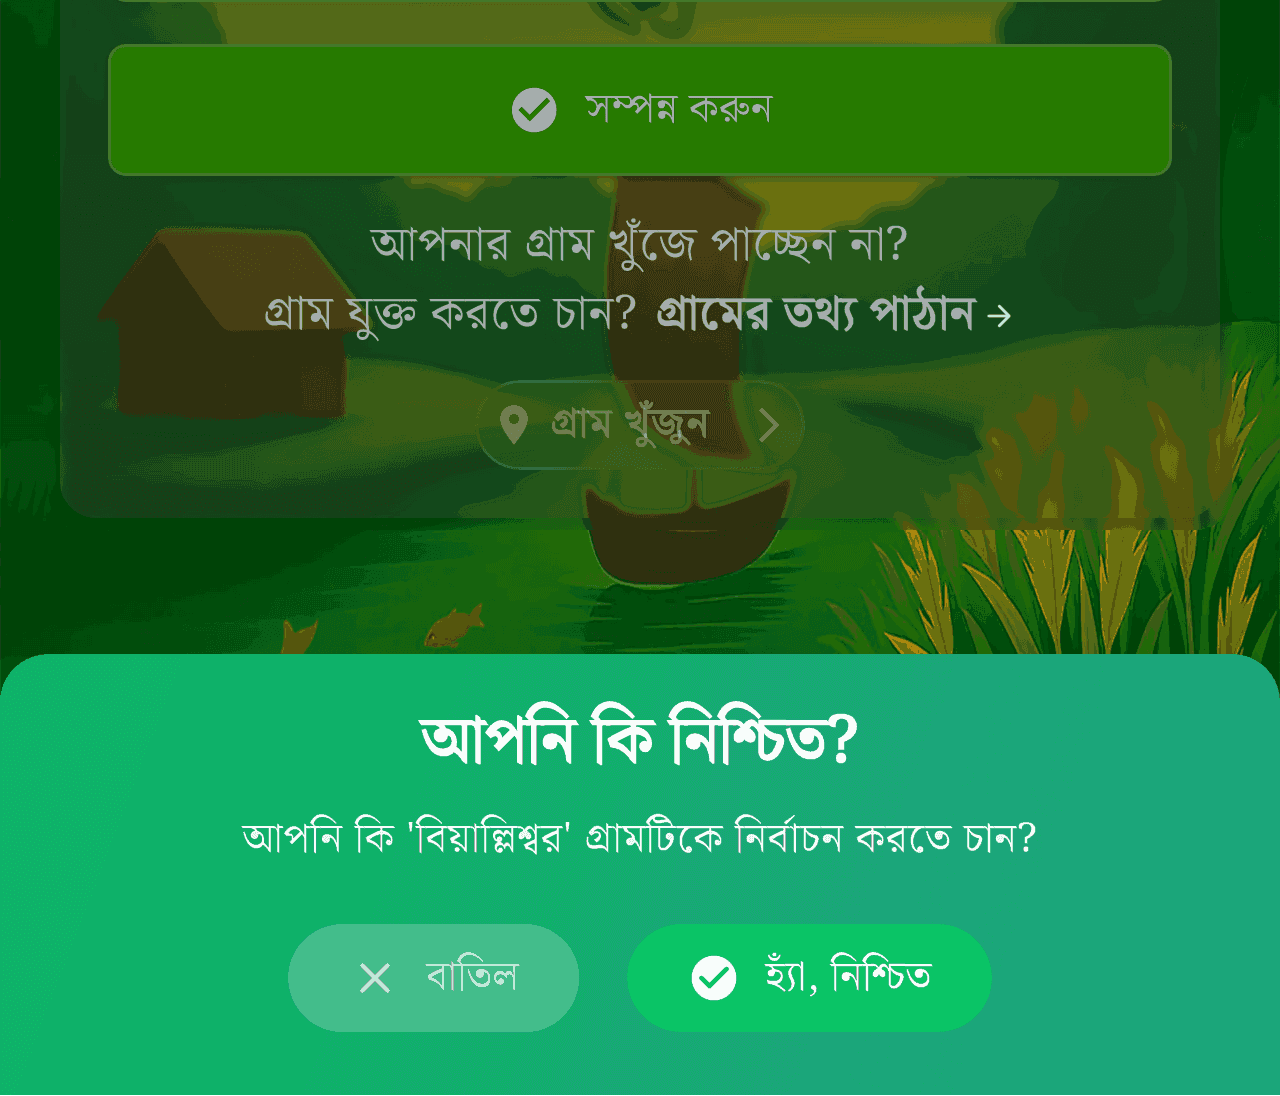 সম্পন্ন করুন
আপনার গ্রাম খুঁজে পাচ্ছেন না?
গ্রাম যুক্ত করতে চান? গ্রামের তথ্য পাঠান →
গ্রাম খুঁজুন
আপনি কি নিশ্চিত?
আপনি কি 'বিয়াল্লিশ্বর' গ্রামটিকে নির্বাচন করতে চান?
বাতিল
হ্যাঁ, নিশ্চিত